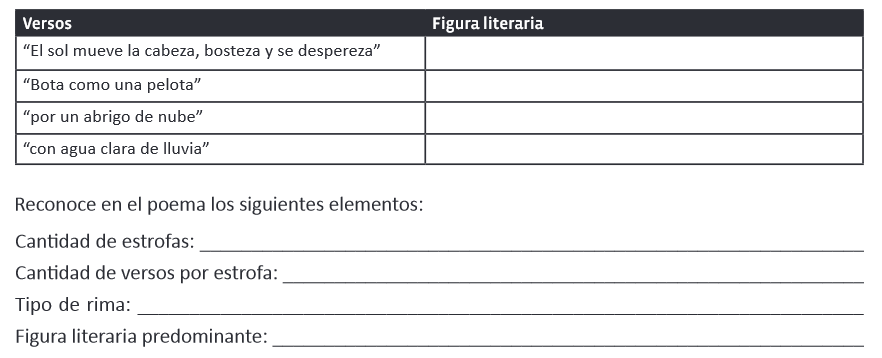 Versos Figura literaria
“El sol mueve la cabeza, bosteza y se despereza”
“Bota como una pelota”
“por un abrigo de nube”
“con agua clara de lluvia”
Reconoce en el poema los siguientes elementos:
Cantidad de estrofas:
Cantidad de versos por estrofa:
Tipo de rima:
Figura literaria predominante: